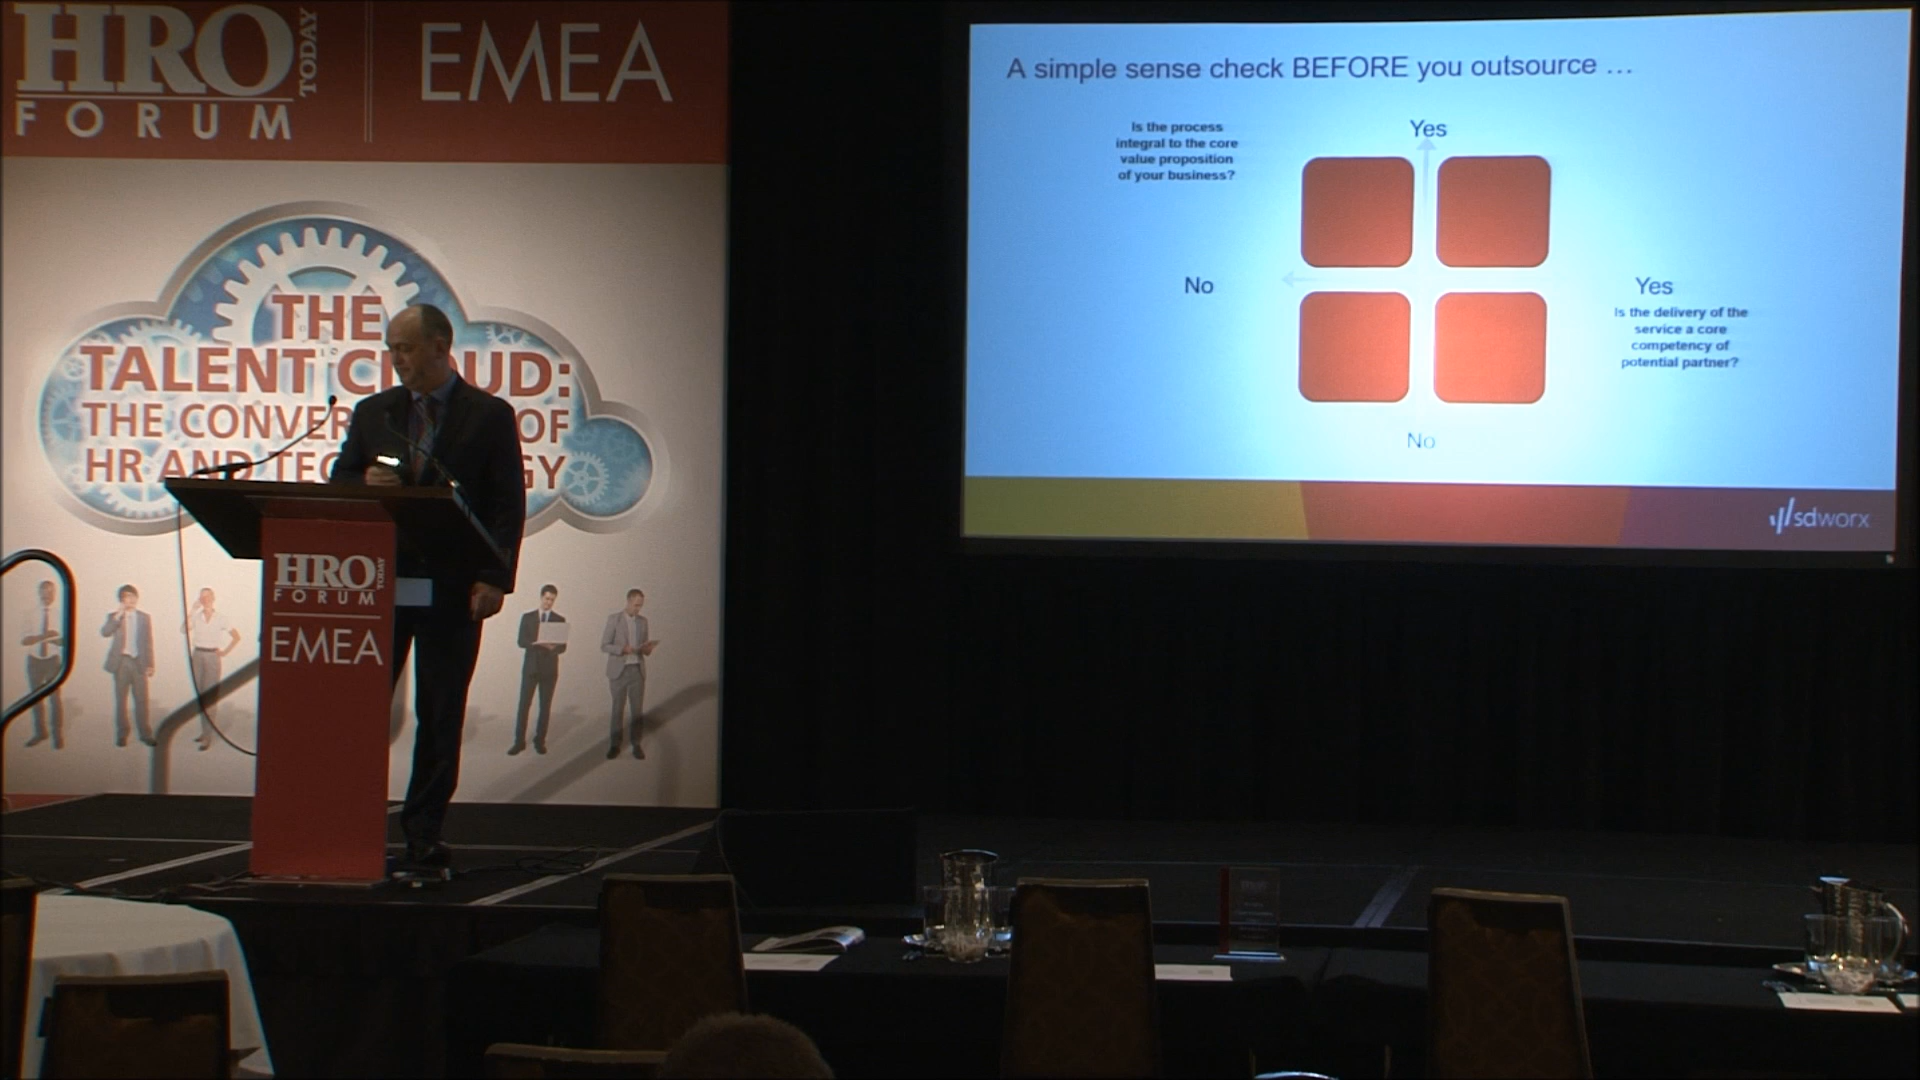 HRO
TODAY
FORUM
EMEA
THE
TALENT CLOUD:
THE CONVER OF
HR AND TEC GY
HRO
TODAY
FORUM
EMEA
A simple sense check BEFORE you outsource ...
Is the process
integral to the core
value proposition
of your business?
Yes
No
Yes
Is the delivery of the
service a core
competency of
potential partner?
No
sdworx